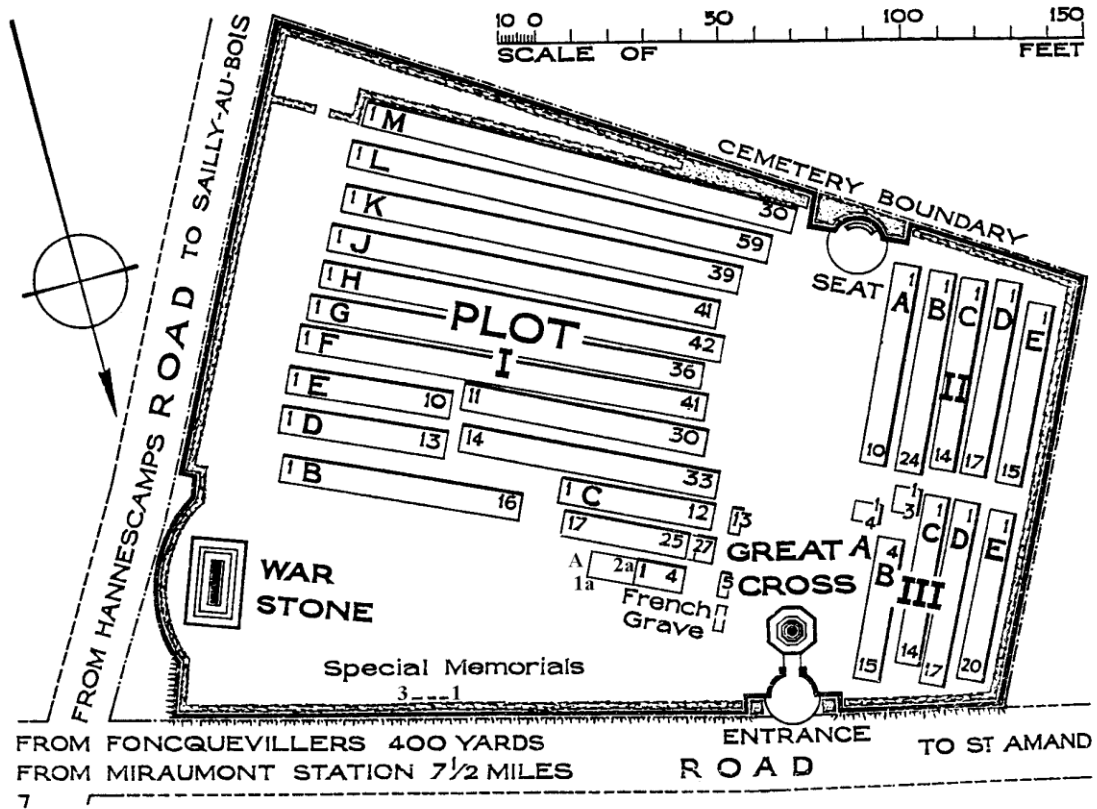 10 0 50 100 150
SCALE OF FEET
CEMETERY BOUNDARY
ROAD TO SAILLY-AU-BOIS
FROM HANNESCAMPS
1 M 30
1 L 59
1 K 39
1 J 41
1 H 42
1 G 36
1 F 41
1 E 10 11 30
1 D 13 14 33
1 B 16
1 C 12
13
17 25 27
A 1a 2a 1 4
5
PLOT
I
SEAT
1 A 10
1 B 24
1 C 14
1 D 17
1 E 15
II
A 1 4
1 3
B 4 15
C 1 14
D 1 17
E 1 20
III
WAR
STONE
GREAT
CROSS
French
Grave
Special Memorials
3---1
ENTRANCE
FROM FONCQUEVILLERS 400 YARDS
FROM MIRAUMONT STATION 7½ MILES
ROAD
TO ST AMAND
7